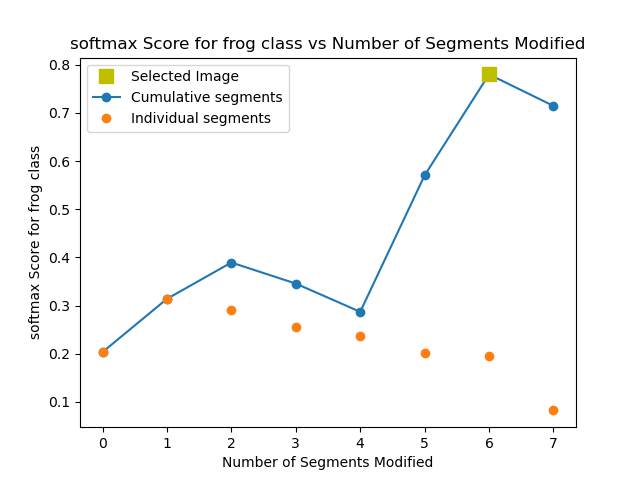 softmax Score for frog class vs Number of Segments Modified
Selected Image
Cumulative segments
Individual segments
softmax Score for frog class
0.8
0.7
0.6
0.5
0.4
0.3
0.2
0.1
0 1 2 3 4 5 6 7
Number of Segments Modified